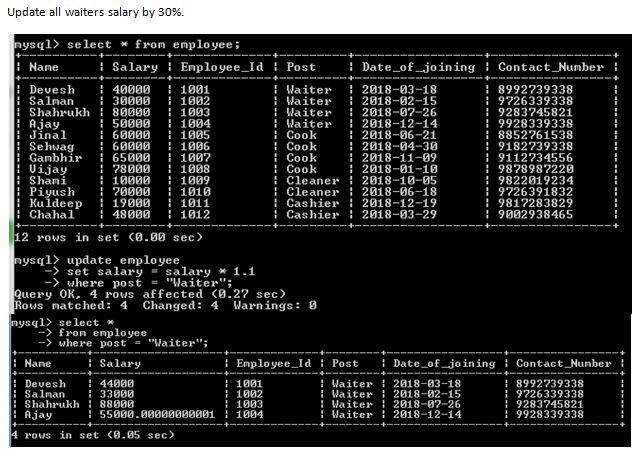 Update all waiters salary by 30%.
mysql> select * from employee;
| Name | Salary | Employee_Id | Post | Date_of_joining | Contact_Number |
| Devesh | 40000 | 1001 | Waiter | 2018-03-18 | 8992739338
| Salman | 30000 | 1002 | Waiter | 2018-02-15 | 9726339338
| Shahrukh | 80000 | 1003 | Waiter | 2018-07-26 | 9283745821
| Ajay | 50000 | 1004 | Waiter | 2018-12-14 | 9928339338
| Jinal | 60000 | 1005 | Cook | 2018-06-21 | 8852761538
| Sehwag | 60000 | 1006 | Cook | 2018-04-30 | 9182739338
| Gambhir | 65000 | 1007 | Cook | 2018-11-09 | 9112734556
| Vijay | 78000 | 1008 | Cook | 2018-01-10 | 9878987220
| Shami | 10000 | 1009 | Cleaner | 2018-10-05 | 9822019234
| Piyush | 70000 | 1010 | Cleaner | 2018-06-18 | 9726391832
| Kuldeep | 19000 | 1011 | Cashier | 2018-12-19 | 9817283829
| Chahal | 48000 | 1012 | Cashier | 2018-03-29 | 9002938465
12 rows in set (0.00 sec)
mysql> update employee
-> set salary = salary * 1.1
-> where post = "Waiter";
Query OK, 4 rows affected (0.27 sec)
Rows matched: 4 Changed: 4 Warnings: 0
mysql> select *
-> from employee
-> where post = "Waiter";
| Name | Salary | Employee_Id | Post | Date_of_joining | Contact_Number |
| Devesh | 44000 | 1001 | Waiter | 2018-03-18 | 8992739338
| Salman | 33000 | 1002 | Waiter | 2018-02-15 | 9726339338
| Shahrukh | 88000 | 1003 | Waiter | 2018-07-26 | 9283745821
| Ajay | 55000.00000000001 | 1004 | Waiter | 2018-12-14 | 9928339338
4 rows in set (0.05 sec)